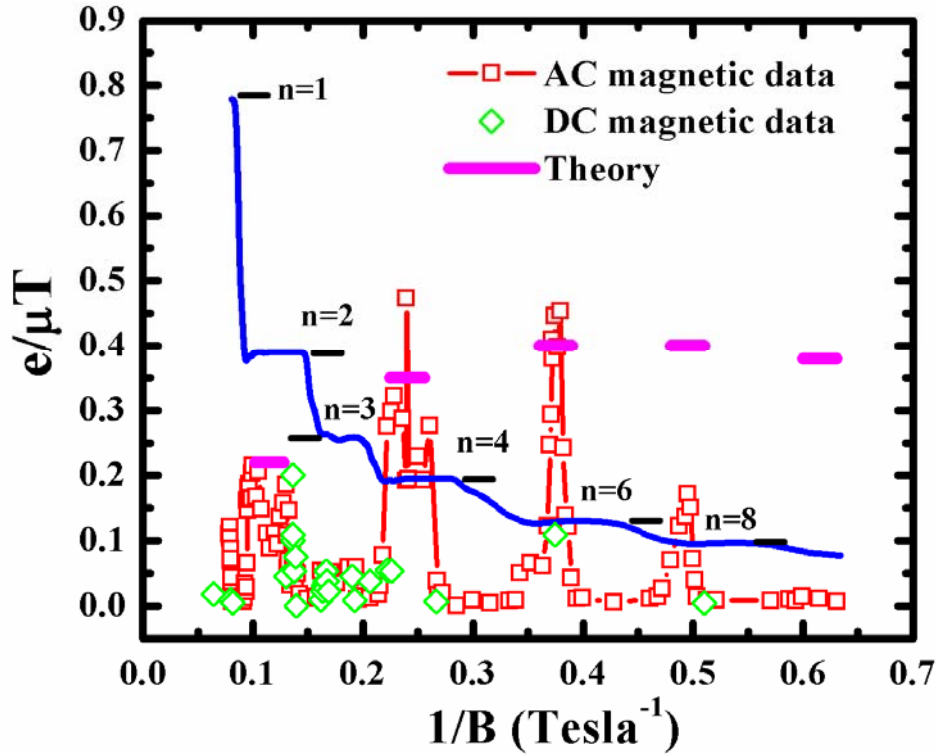 0.9
0.8
0.7
0.6
0.5
0.4
0.3
0.2
0.1
0.0
e/μT
AC magnetic data
DC magnetic data
Theory
n=1
n=2
n=3
n=4
n=6
n=8
0.0 0.1 0.2 0.3 0.4 0.5 0.6 0.7
1/B (Tesla⁻¹)